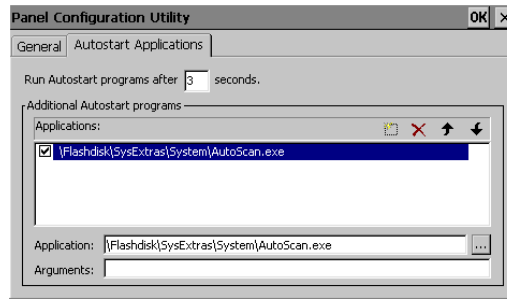 Panel Configuration Utility OK ×
General Autostart Applications
Run Autostart programs after 3 seconds.
Additional Autostart programs
Applications:
\Flashdisk\SysExtras\System\AutoScan.exe
Application: \Flashdisk\SysExtras\System\AutoScan.exe ...
Arguments: